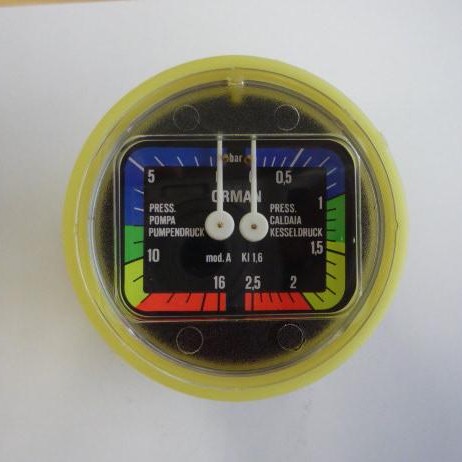 bar
5 0,5
ORMAN
PRESS. POMPA PUMPENDRUCK
PRESS. CALDAIA KESSELDRUCK
1
1,5
10
mod. A Kl 1,6
16 2,5 2